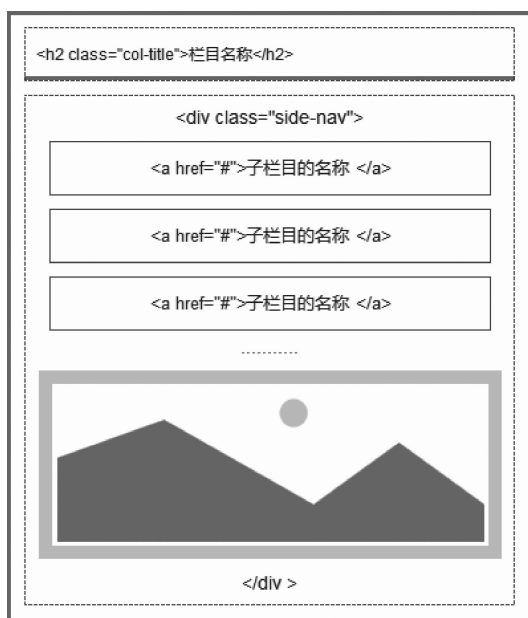 <h2 class="col-title">栏目名称</h2>
<div class="side-nav">
<a href="#">子栏目的名称 </a>
<a href="#">子栏目的名称 </a>
<a href="#">子栏目的名称 </a>
-----------
</div >